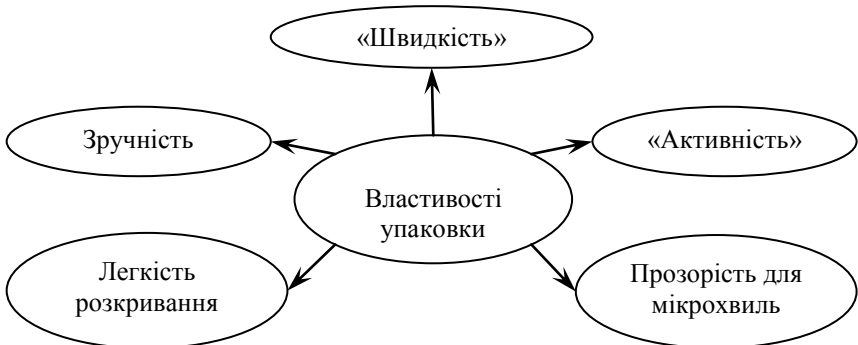 «Швидкість»
Зручність
«Активність»
Властивості
упаковки
Легкість
розкривання
Прозорість для
мікрохвиль